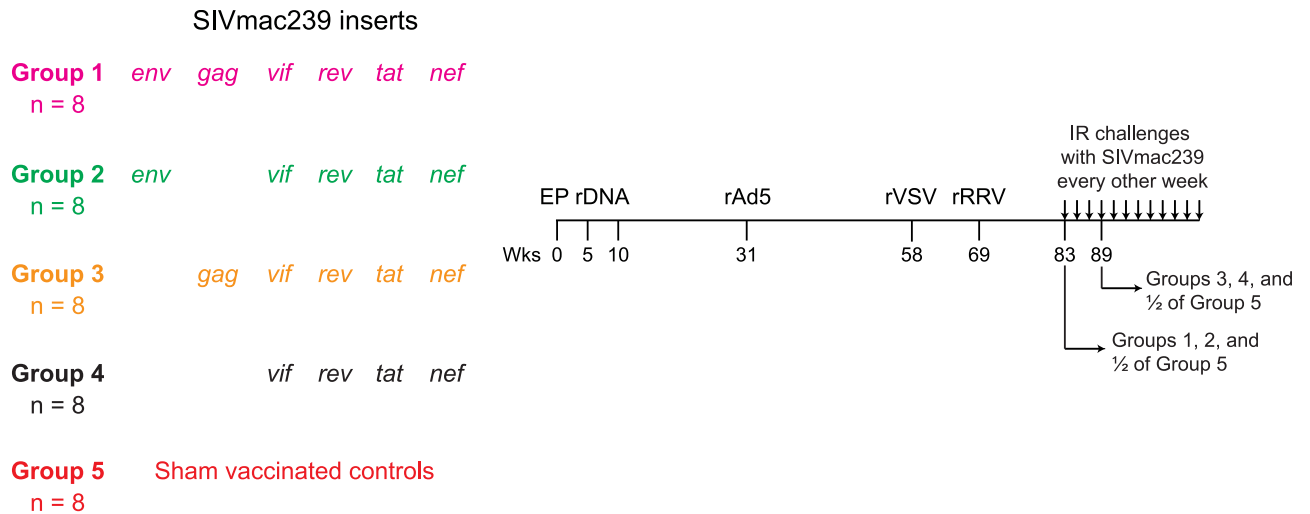 SIVmac239 inserts
Group 1 env gag vif rev tat nef
n = 8
Group 2 env vif rev tat nef
n = 8
Group 3 gag vif rev tat nef
n = 8
Group 4 vif rev tat nef
n = 8
Group 5 Sham vaccinated controls
n = 8
IR challenges
with SIVmac239
every other week
EP rDNA rAd5 rVSV rRRV
Wks 0 5 10 31 58 69 83 89
Groups 3, 4, and
½ of Group 5
Groups 1, 2, and
½ of Group 5